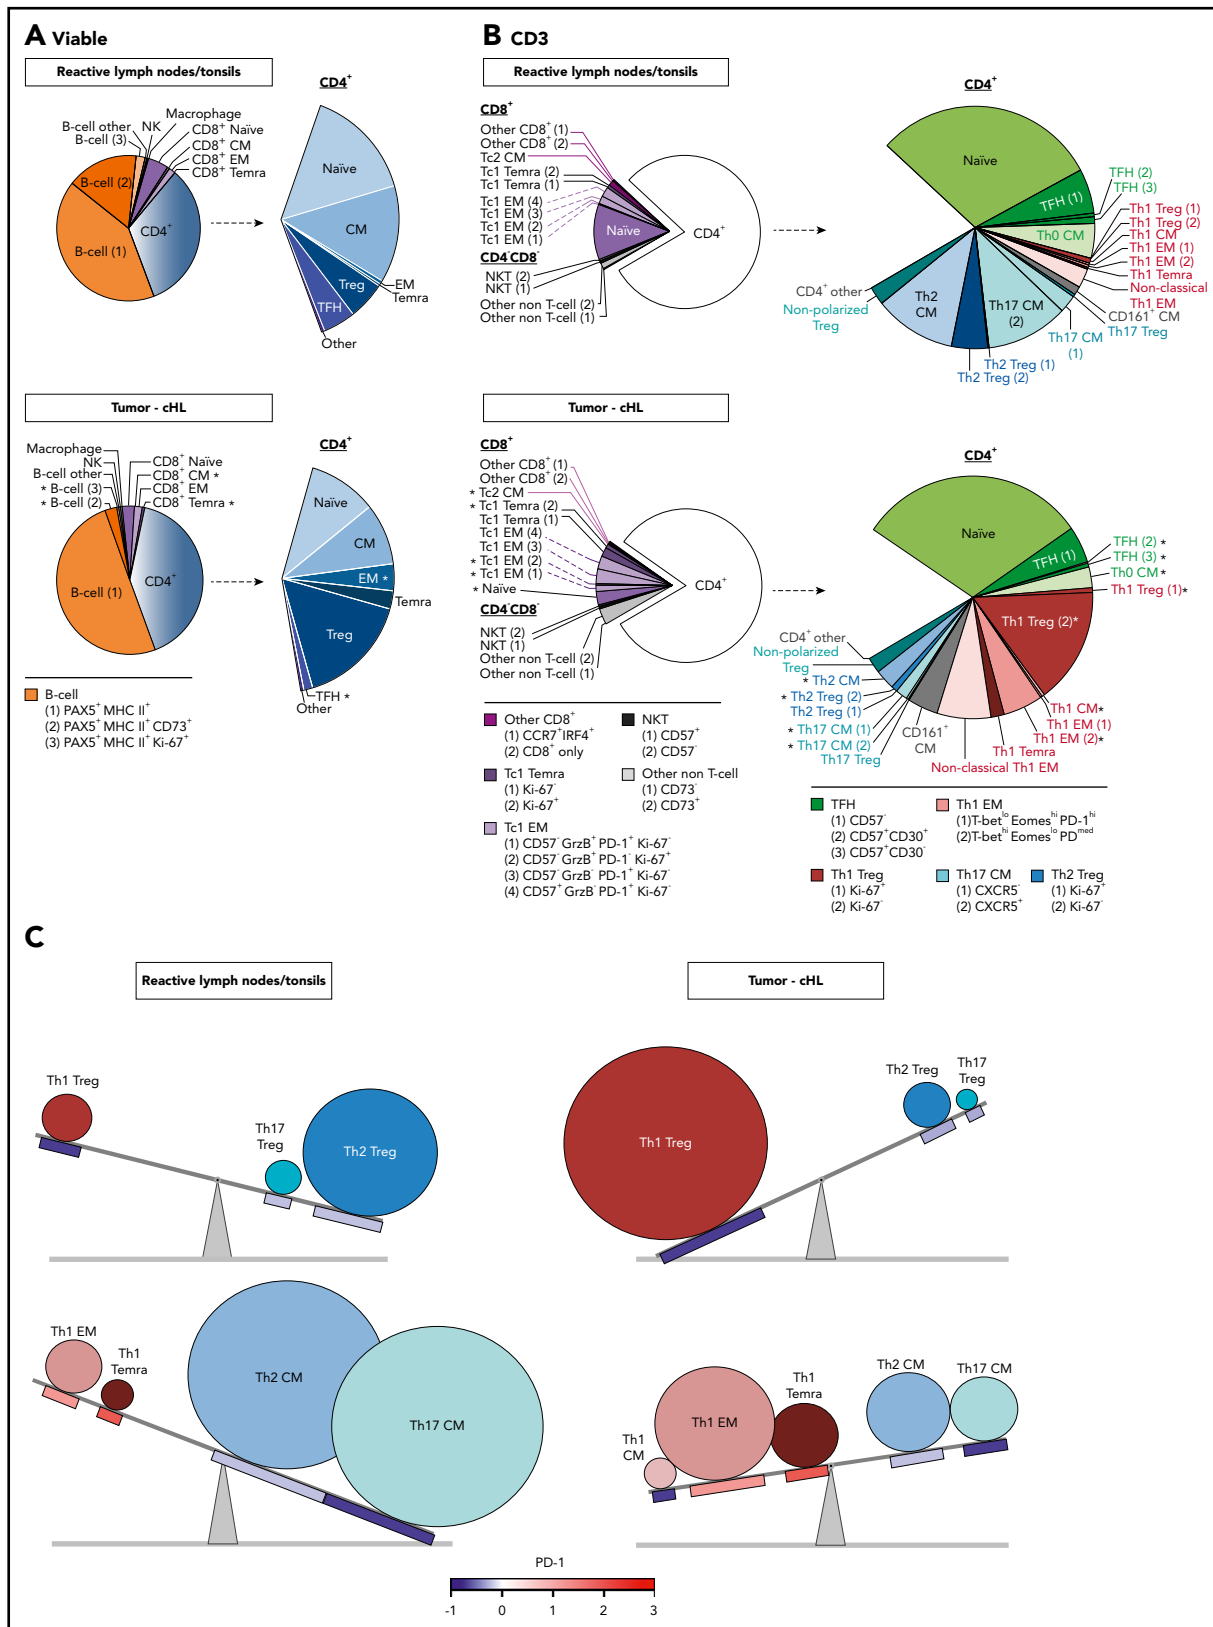 A Viable
Reactive lymph nodes/tonsils
B-cell other
B-cell (3)
NK
Macrophage
CD8+ Naïve
CD8+ CM
CD8+ EM
CD8+ Temra
B-cell (2)
B-cell (1)
CD4+
CD4+
Naïve
CM
EM
Temra
Treg
TFH
Other
Tumor - cHL
Macrophage
NK
B-cell other
* B-cell (3)
* B-cell (2)
CD8+ Naïve
CD8+ CM *
CD8+ EM
CD8+ Temra *
B-cell (1)
CD4+
CD4+
Naïve
CM
EM *
Temra
Treg
TFH *
Other
B-cell
(1) PAX5+ MHC II+
(2) PAX5+ MHC II+ CD73+
(3) PAX5+ MHC II+ Ki-67+
B CD3
Reactive lymph nodes/tonsils
CD8+
Other CD8+ (1)
Other CD8+ (2)
Tc2 CM
Tc1 Temra (2)
Tc1 Temra (1)
Tc1 EM (4)
Tc1 EM (3)
Tc1 EM (2)
Tc1 EM (1)
Naïve
CD4-CD8-
NKT (2)
NKT (1)
Other non T-cell (2)
Other non T-cell (1)
CD4+
CD4+
Naïve
TFH (1)
TFH (2)
TFH (3)
Th0 CM
Th1 Treg (1)
Th1 Treg (2)
Th1 CM
Th1 EM (1)
Th1 EM (2)
Th1 Temra
Non-classical
Th1 EM
CD161+ CM
Th17 Treg
Th17 CM
(1)
Th17 CM
(2)
Th2 Treg (1)
Th2 Treg (2)
Th2
CM
CD4+ other
Non-polarized
Treg
Tumor - cHL
CD8+
Other CD8+ (1)
Other CD8+ (2)
* Tc2 CM
* Tc1 Temra (2)
Tc1 Temra (1)
Tc1 EM (4)
Tc1 EM (3)
* Tc1 EM (2)
* Tc1 EM (1)
* Naïve
CD4-CD8-
NKT (2)
NKT (1)
Other non T-cell (2)
Other non T-cell (1)
CD4+
CD4+
Naïve
TFH (1)
TFH (2) *
TFH (3) *
Th0 CM*
Th1 Treg (1)*
Th1 Treg (2)*
Th1 CM*
Th1 EM (1)
Th1 EM (2)*
Th1 Temra
Non-classical Th1 EM
CD161+
CM
CD4+ other
Non-polarized
Treg
* Th2 CM
* Th2 Treg (2)
Th2 Treg (1)
* Th17 CM (1)
* Th17 CM (2)
Th17 Treg
Other CD8+
(1) CCR7+IRF4+
(2) CD8+ only
NKT
(1) CD57+
(2) CD57-
Tc1 Temra
(1) Ki-67-
(2) Ki-67+
Other non T-cell
(1) CD73-
(2) CD73+
Tc1 EM
(1) CD57- GrzB+ PD-1+ Ki-67-
(2) CD57- GrzB+ PD-1- Ki-67+
(3) CD57- GrzB- PD-1+ Ki-67-
(4) CD57+ GrzB- PD-1+ Ki-67-
TFH
(1) CD57-
(2) CD57+CD30+
(3) CD57+CD30-
Th1 EM
(1)T-betlo Eomeshi PD-1hi
(2)T-bethi Eomeslo PDmed
Th1 Treg
(1) Ki-67+
(2) Ki-67-
Th17 CM
(1) CXCR5-
(2) CXCR5+
Th2 Treg
(1) Ki-67+
(2) Ki-67-
C
Reactive lymph nodes/tonsils
Th1 Treg
Th17
Treg
Th2 Treg
Th1 EM
Th1
Temra
Th2 CM
Th17 CM
Tumor - cHL
Th1 Treg
Th2 Treg
Th17
Treg
Th1
CM
Th1 EM
Th1
Temra
Th2 CM
Th17 CM
PD-1
-1 0 1 2 3